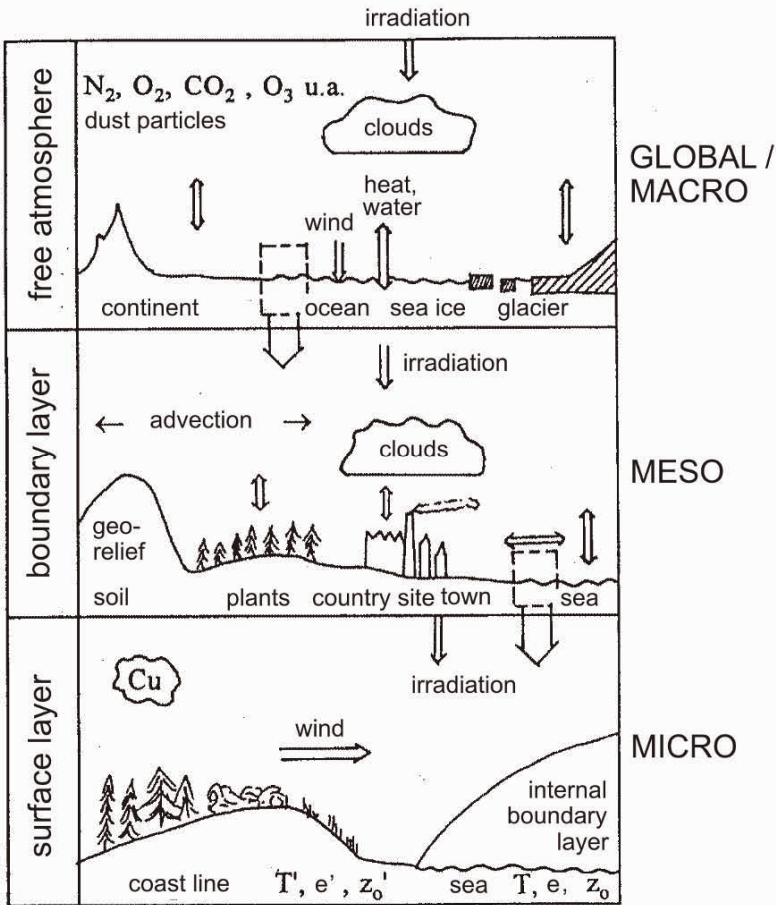 irradiation
free atmosphere
N₂, O₂, CO₂ , O₃ u.a.
dust particles
clouds
GLOBAL /
MACRO
heat,
water
wind
continent
ocean
sea ice
glacier
boundary layer
irradiation
← advection →
clouds
MESO
geo-
relief
soil
plants
country site town
sea
surface layer
Cu
irradiation
wind
MICRO
internal
boundary
layer
coast line
T', e' , z₀'
sea
T, e, z₀